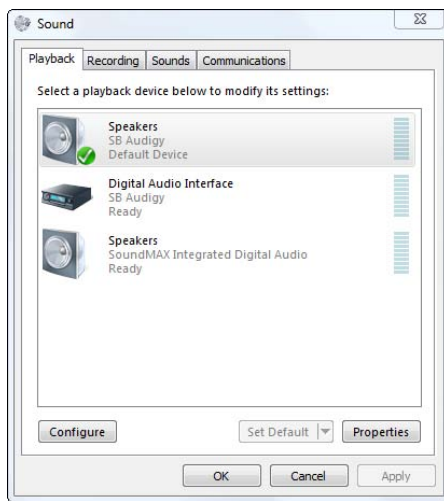 Sound
Playback Recording Sounds Communications
Select a playback device below to modify its settings:
Speakers
SB Audigy
Default Device
Digital Audio Interface
SB Audigy
Ready
Speakers
SoundMAX Integrated Digital Audio
Ready
Configure Set Default Properties
OK Cancel Apply